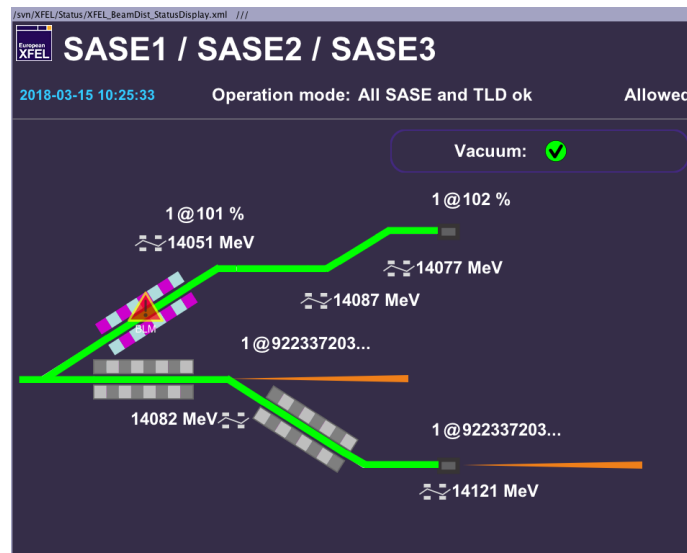 /svn/XFEL/Status/XFEL_BeamDist_StatusDisplay.xml ///
European
XFEL
SASE1 / SASE2 / SASE3
2018-03-15 10:25:33 Operation mode: All SASE and TLD ok Allowed
Vacuum:
1@102 %
1@101 %
14051 MeV
14077 MeV
14087 MeV
BLM
1@922337203...
14082 MeV
1@922337203...
14121 MeV